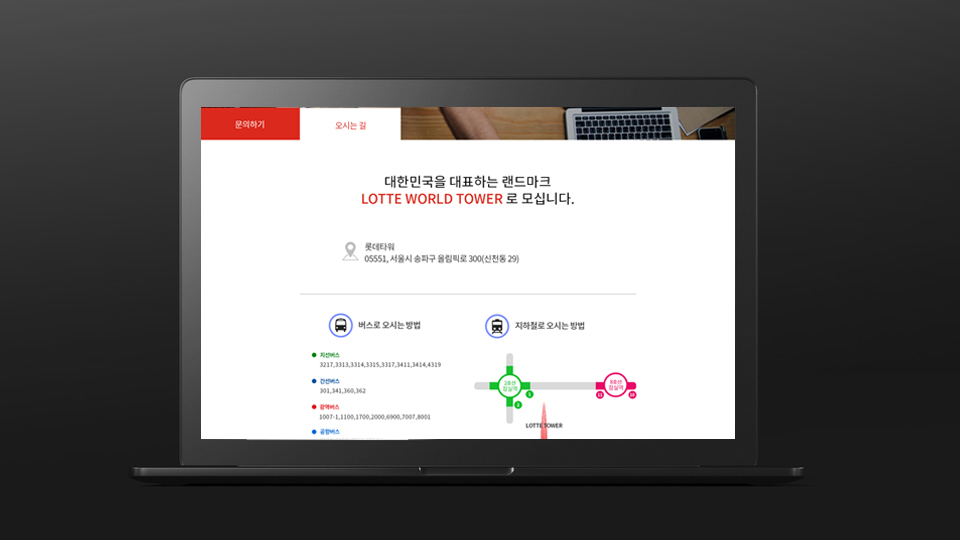 문의하기
오시는 길
대한민국을 대표하는 랜드마크
LOTTE WORLD TOWER 로 모십니다.
롯데타워
05551, 서울시 송파구 올림픽로 300(신천동 29)
버스로 오시는 방법
지하철로 오시는 방법
지선버스
3217,3313,3314,3315,3317,3411,3414,4319
간선버스
301,341,360,362
광역버스
1007-1,1100,1700,2000,6900,7007,8001
공항버스
2호선
잠실역
LOTTE TOWER
잠실역